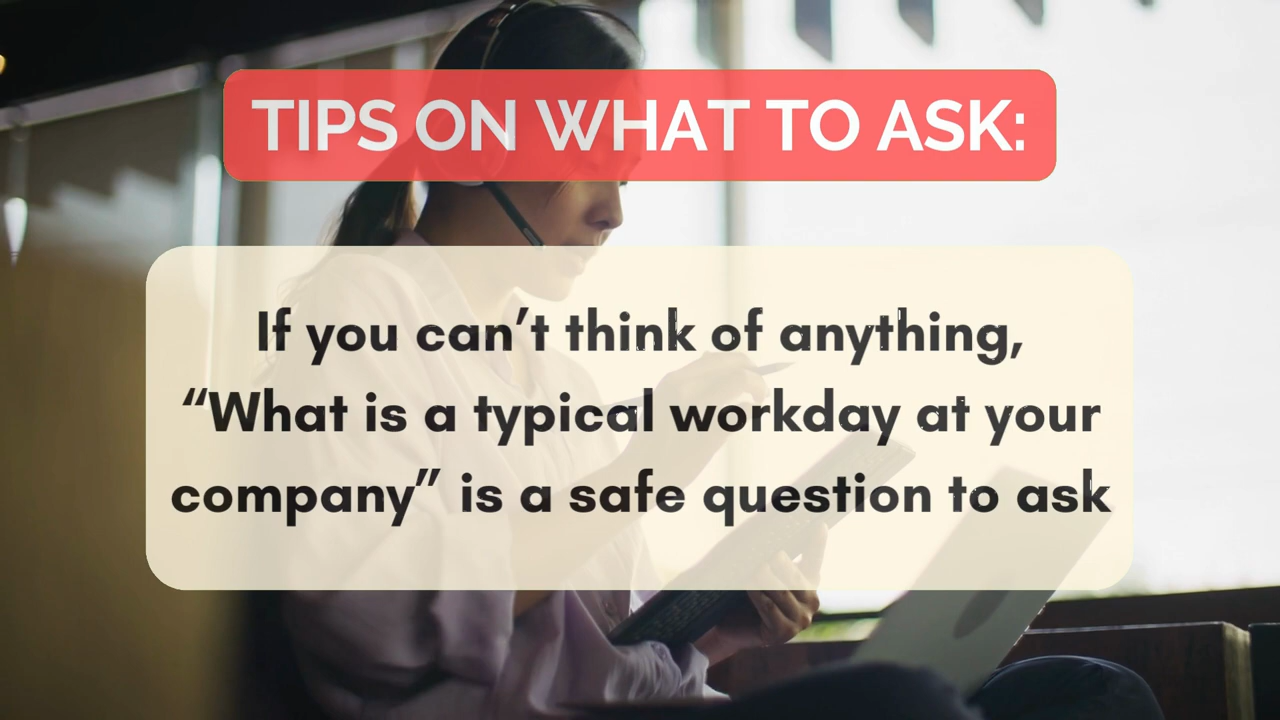 TIPS ON WHAT TO ASK:
If you can’t think of anything,
“What is a typical workday at your
company” is a safe question to ask